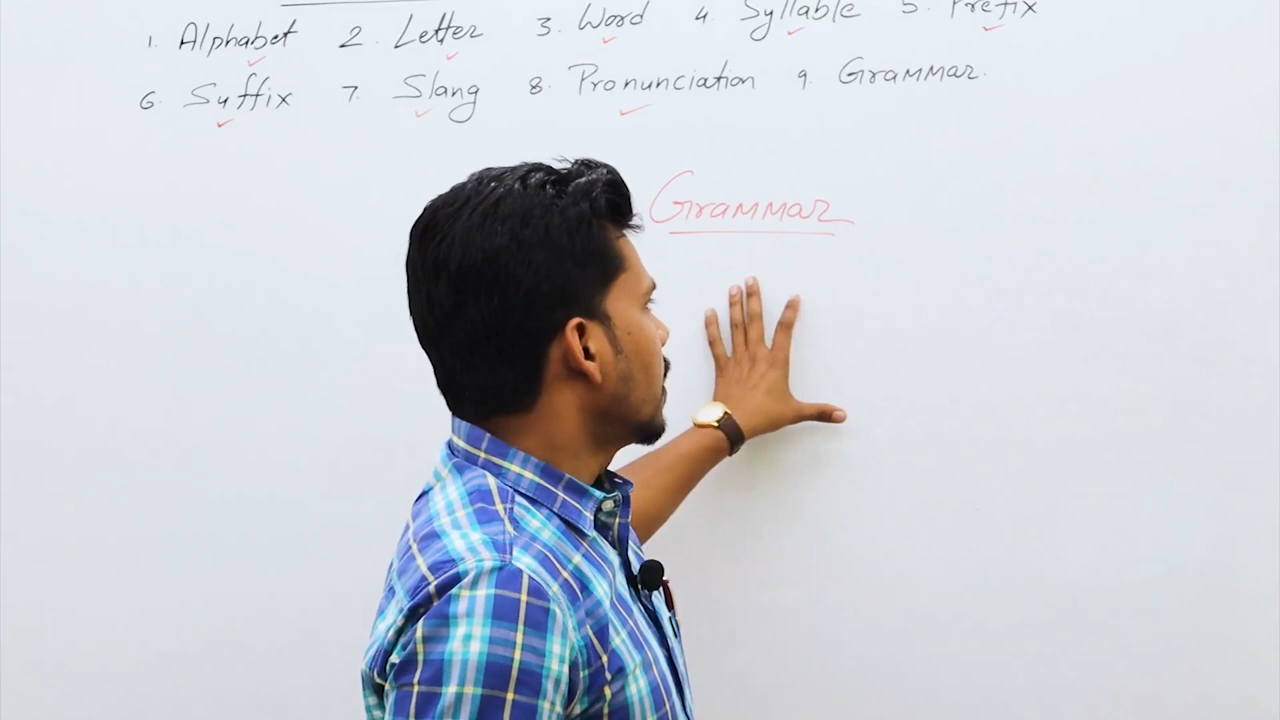 1. Alphabet 2. Letter 3. Word 4. Syllable 5. Prefix
6. Suffix 7. Slang 8. Pronunciation 9. Grammar.
Grammar